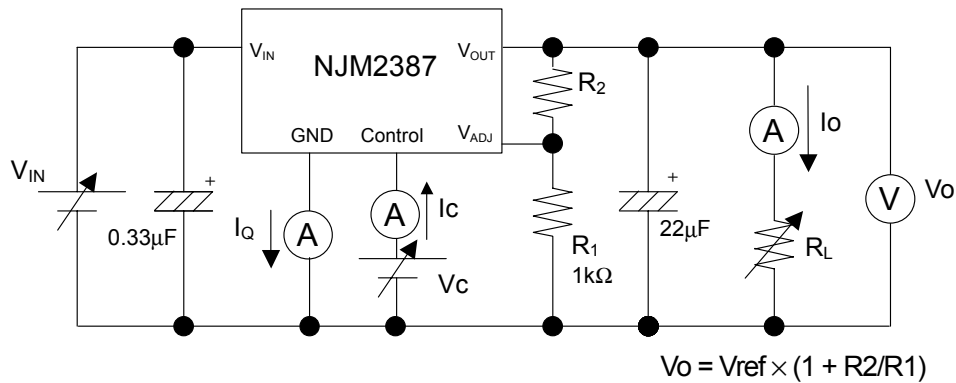 V_IN
NJM2387
V_OUT
GND
Control
V_ADJ
R_2
A
Io
V_IN
+
0.33μF
I_Q
A
A
Ic
Vc
R_1
1kΩ
+
22μF
R_L
V
Vo
Vo = Vref × (1 + R2/R1)